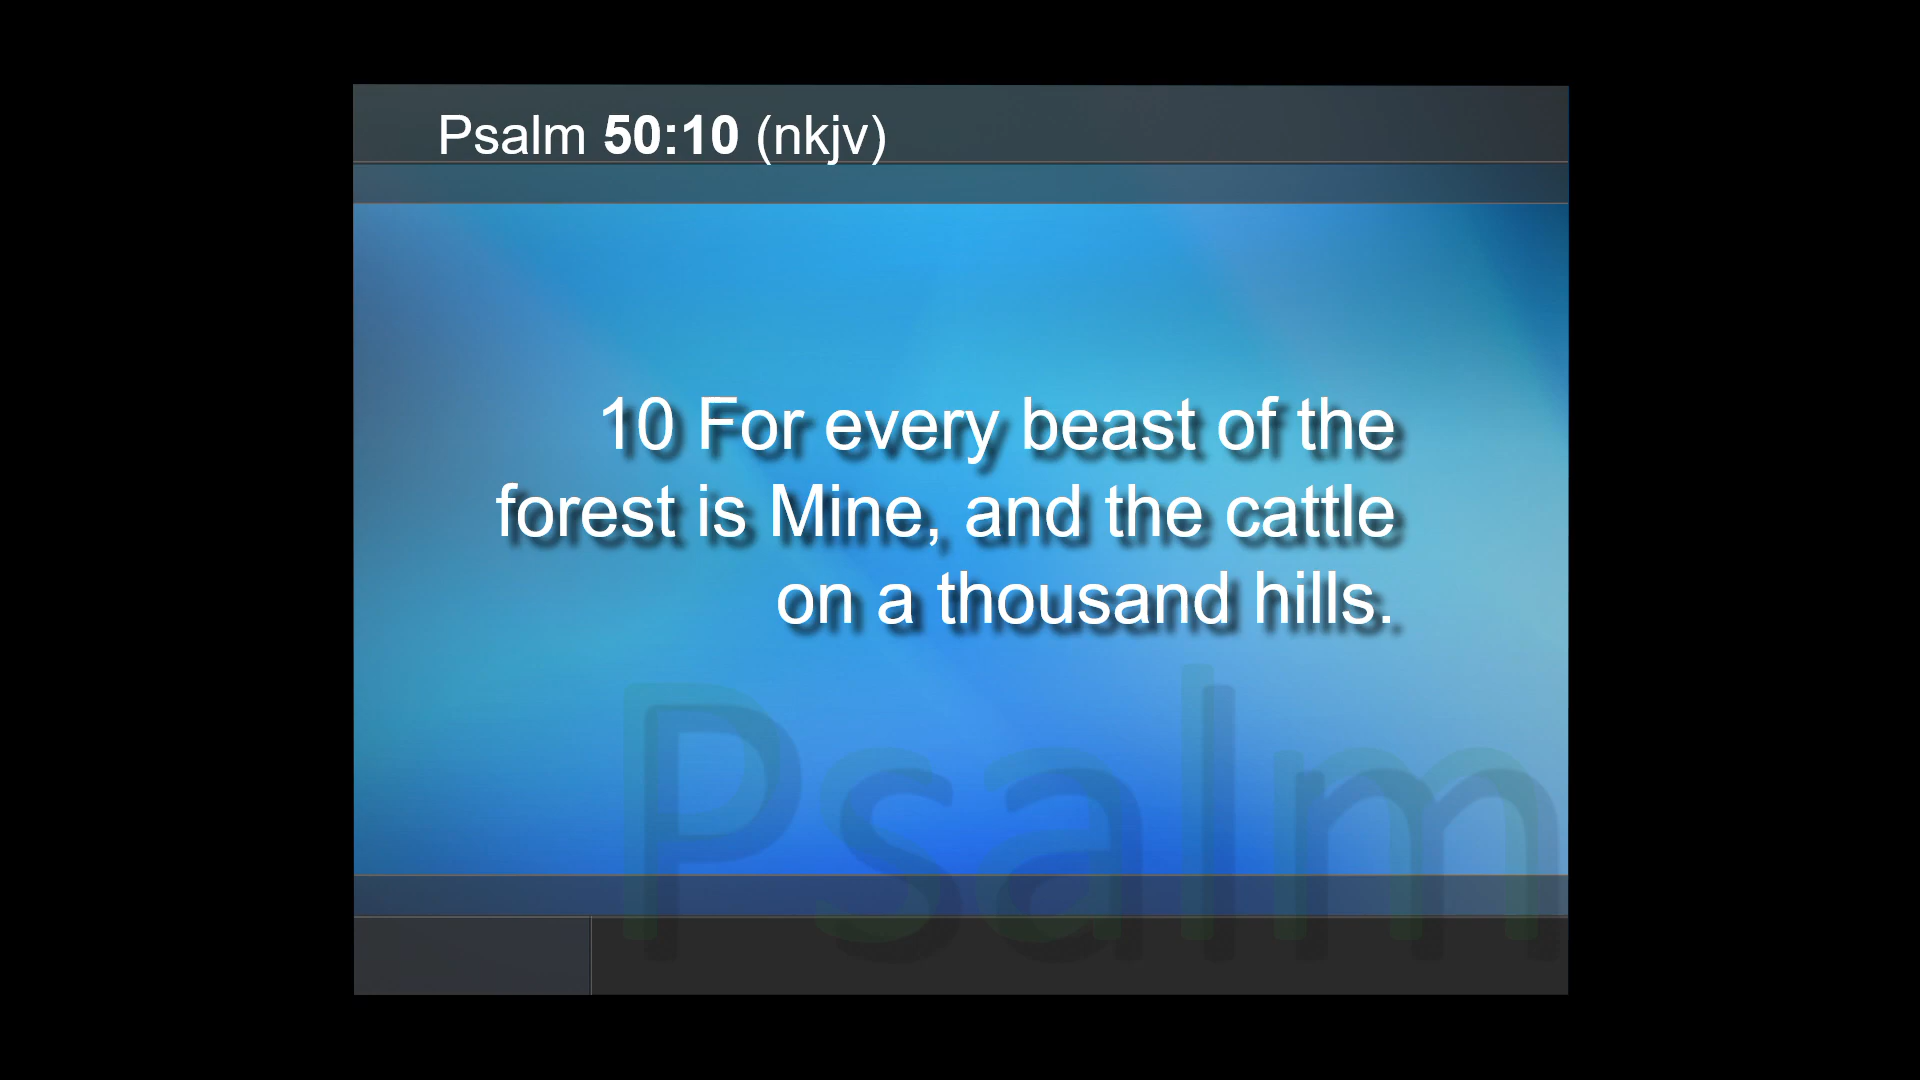 Psalm 50:10 (nkjv)
10 For every beast of the
forest is Mine, and the cattle
on a thousand hills.
Psalm